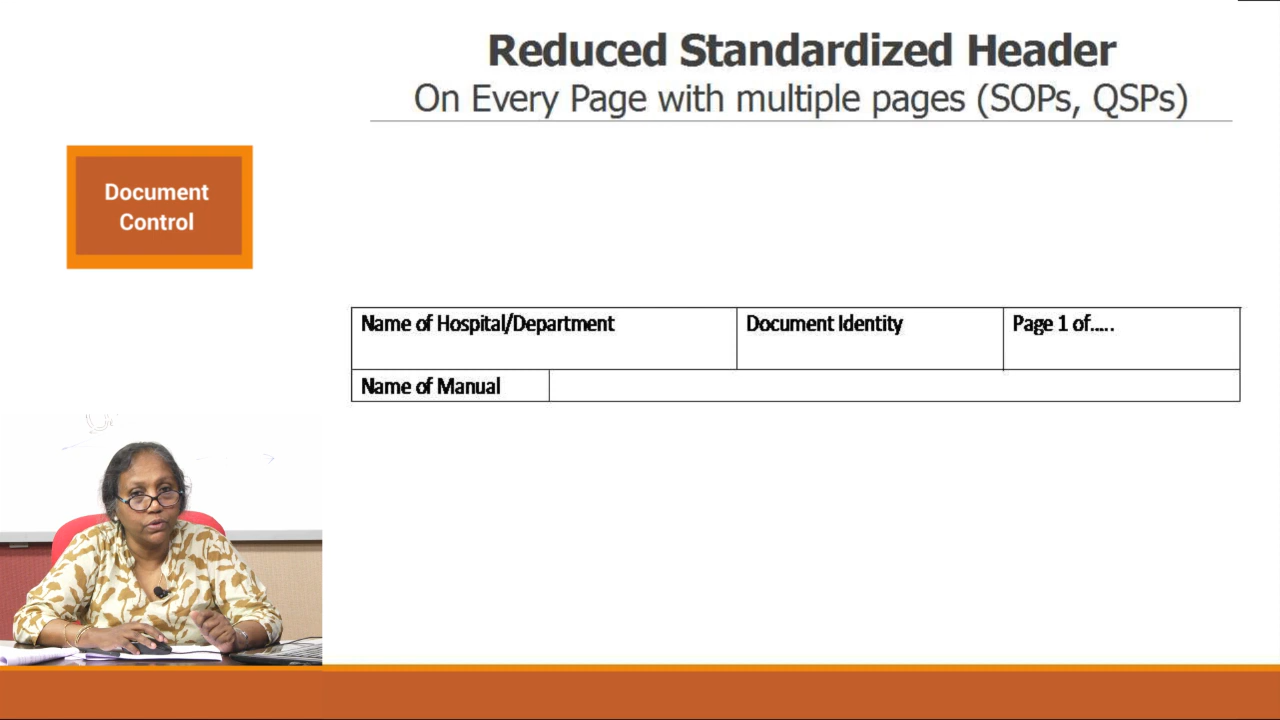 Reduced Standardized Header
On Every Page with multiple pages (SOPs, QSPs)
Document
Control
Name of Hospital/Department Document Identity Page 1 of.....
Name of Manual